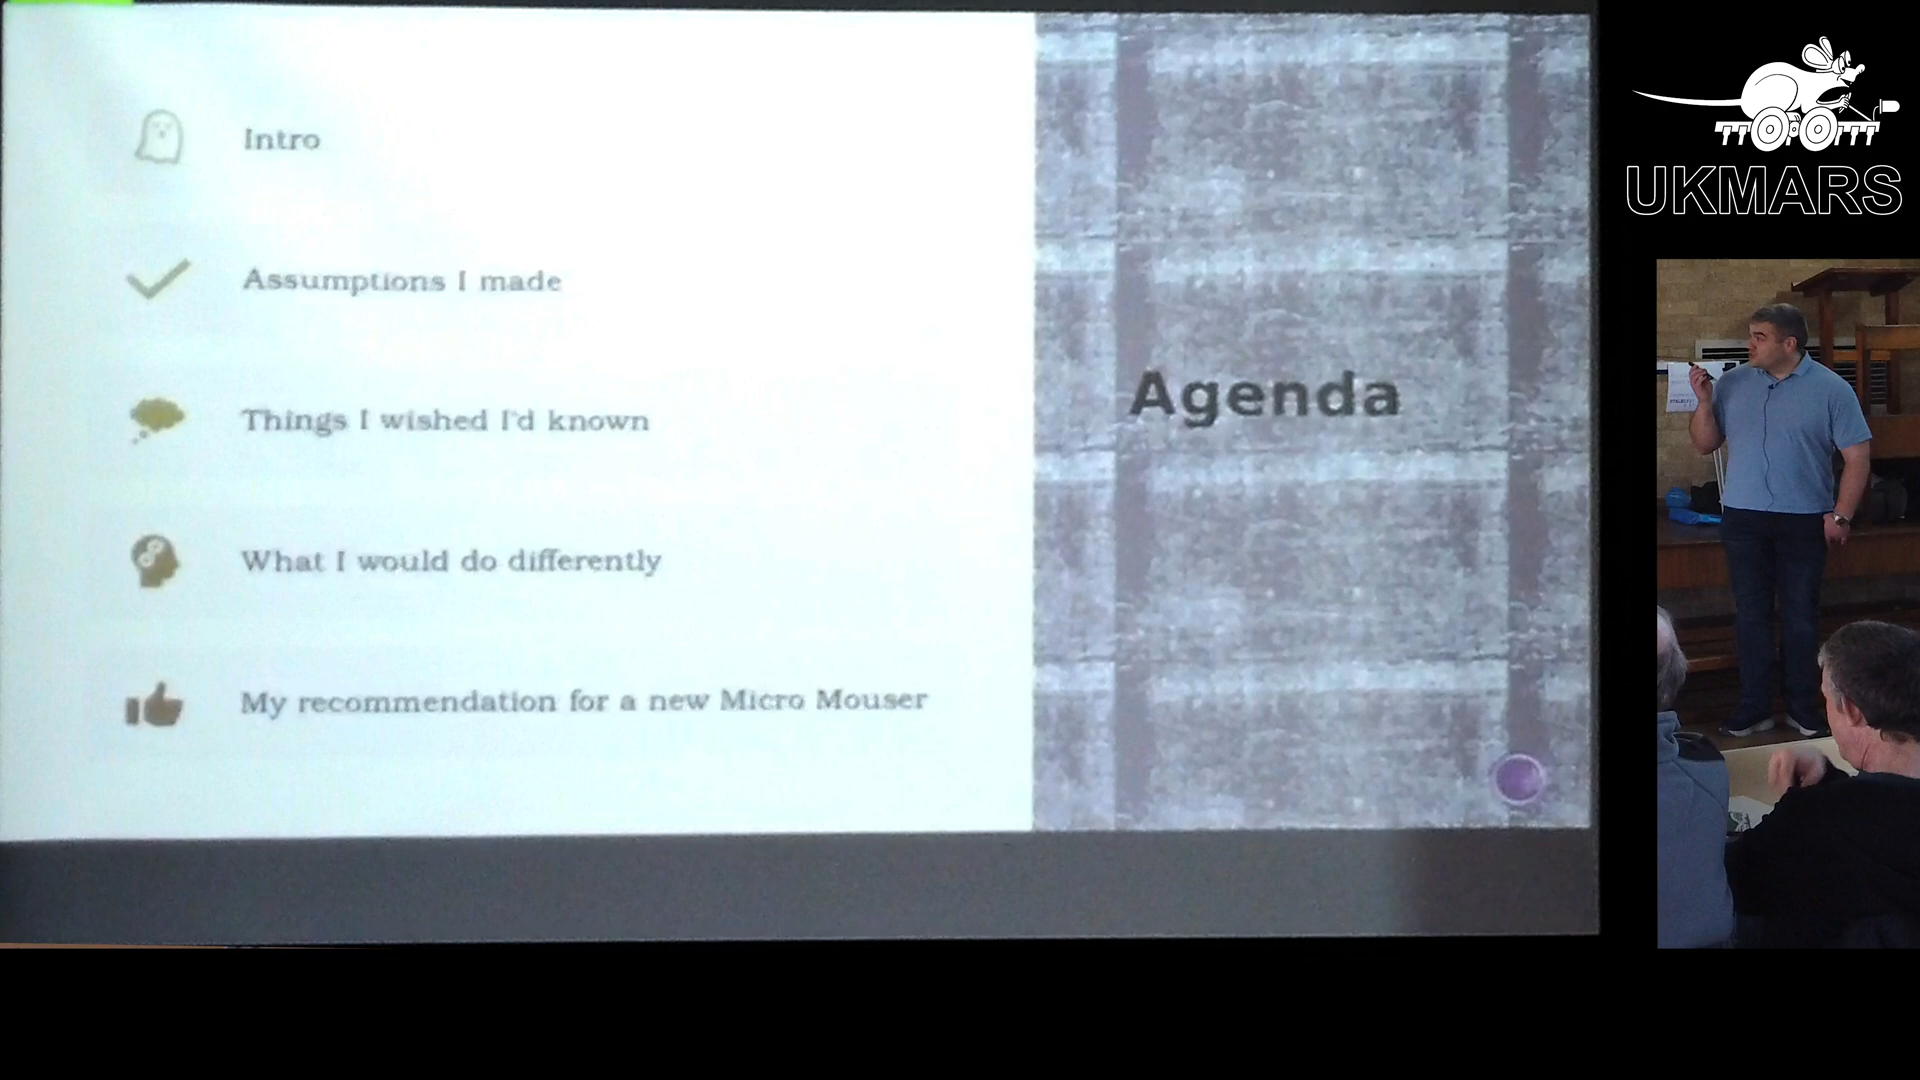 Intro
Assumptions I made
Things I wished I'd known
What I would do differently
My recommendation for a new Micro Mouser
Agenda
UKMARS